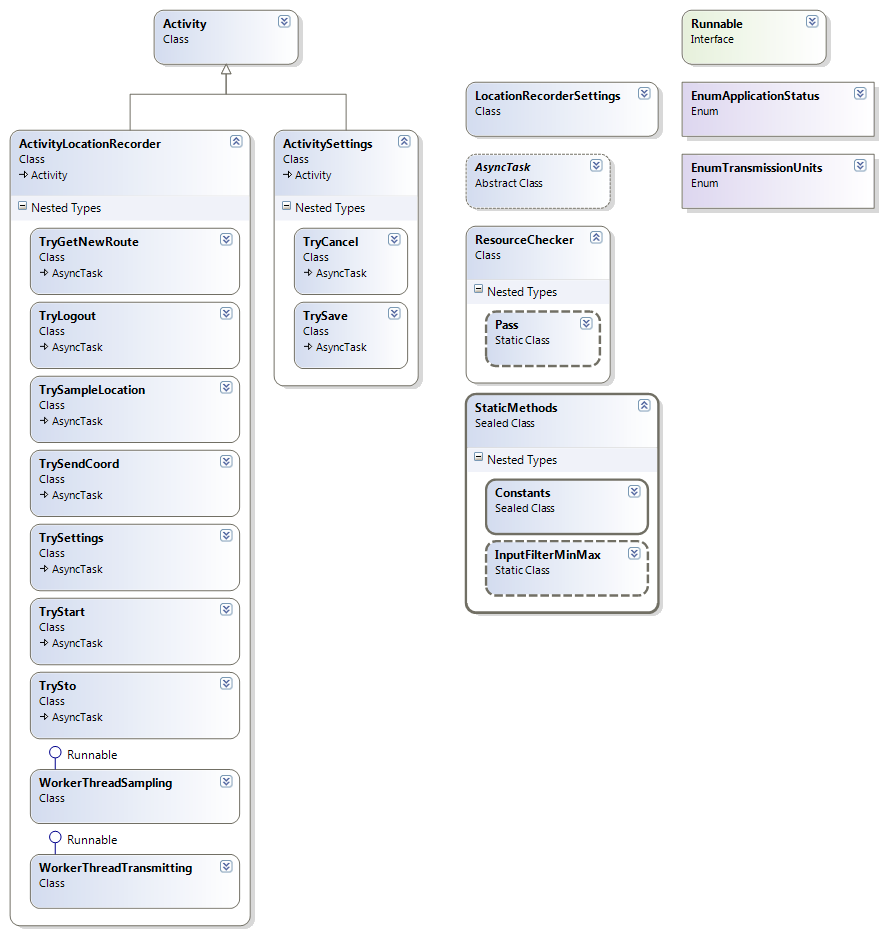 Activity
Class
ActivityLocationRecorder
Class
Activity
Nested Types
TryGetNewRoute
Class
AsyncTask
TryLogout
Class
AsyncTask
TrySampleLocation
Class
AsyncTask
TrySendCoord
Class
AsyncTask
TrySettings
Class
AsyncTask
TryStart
Class
AsyncTask
TrySto
Class
AsyncTask
Runnable
WorkerThreadSampling
Class
Runnable
WorkerThreadTransmitting
Class
ActivitySettings
Class
Activity
Nested Types
TryCancel
Class
AsyncTask
TrySave
Class
AsyncTask
LocationRecorderSettings
Class
AsyncTask
Abstract Class
ResourceChecker
Class
Nested Types
Pass
Static Class
StaticMethods
Sealed Class
Nested Types
Constants
Sealed Class
InputFilterMinMax
Static Class
Runnable
Interface
EnumApplicationStatus
Enum
EnumTransmissionUnits
Enum